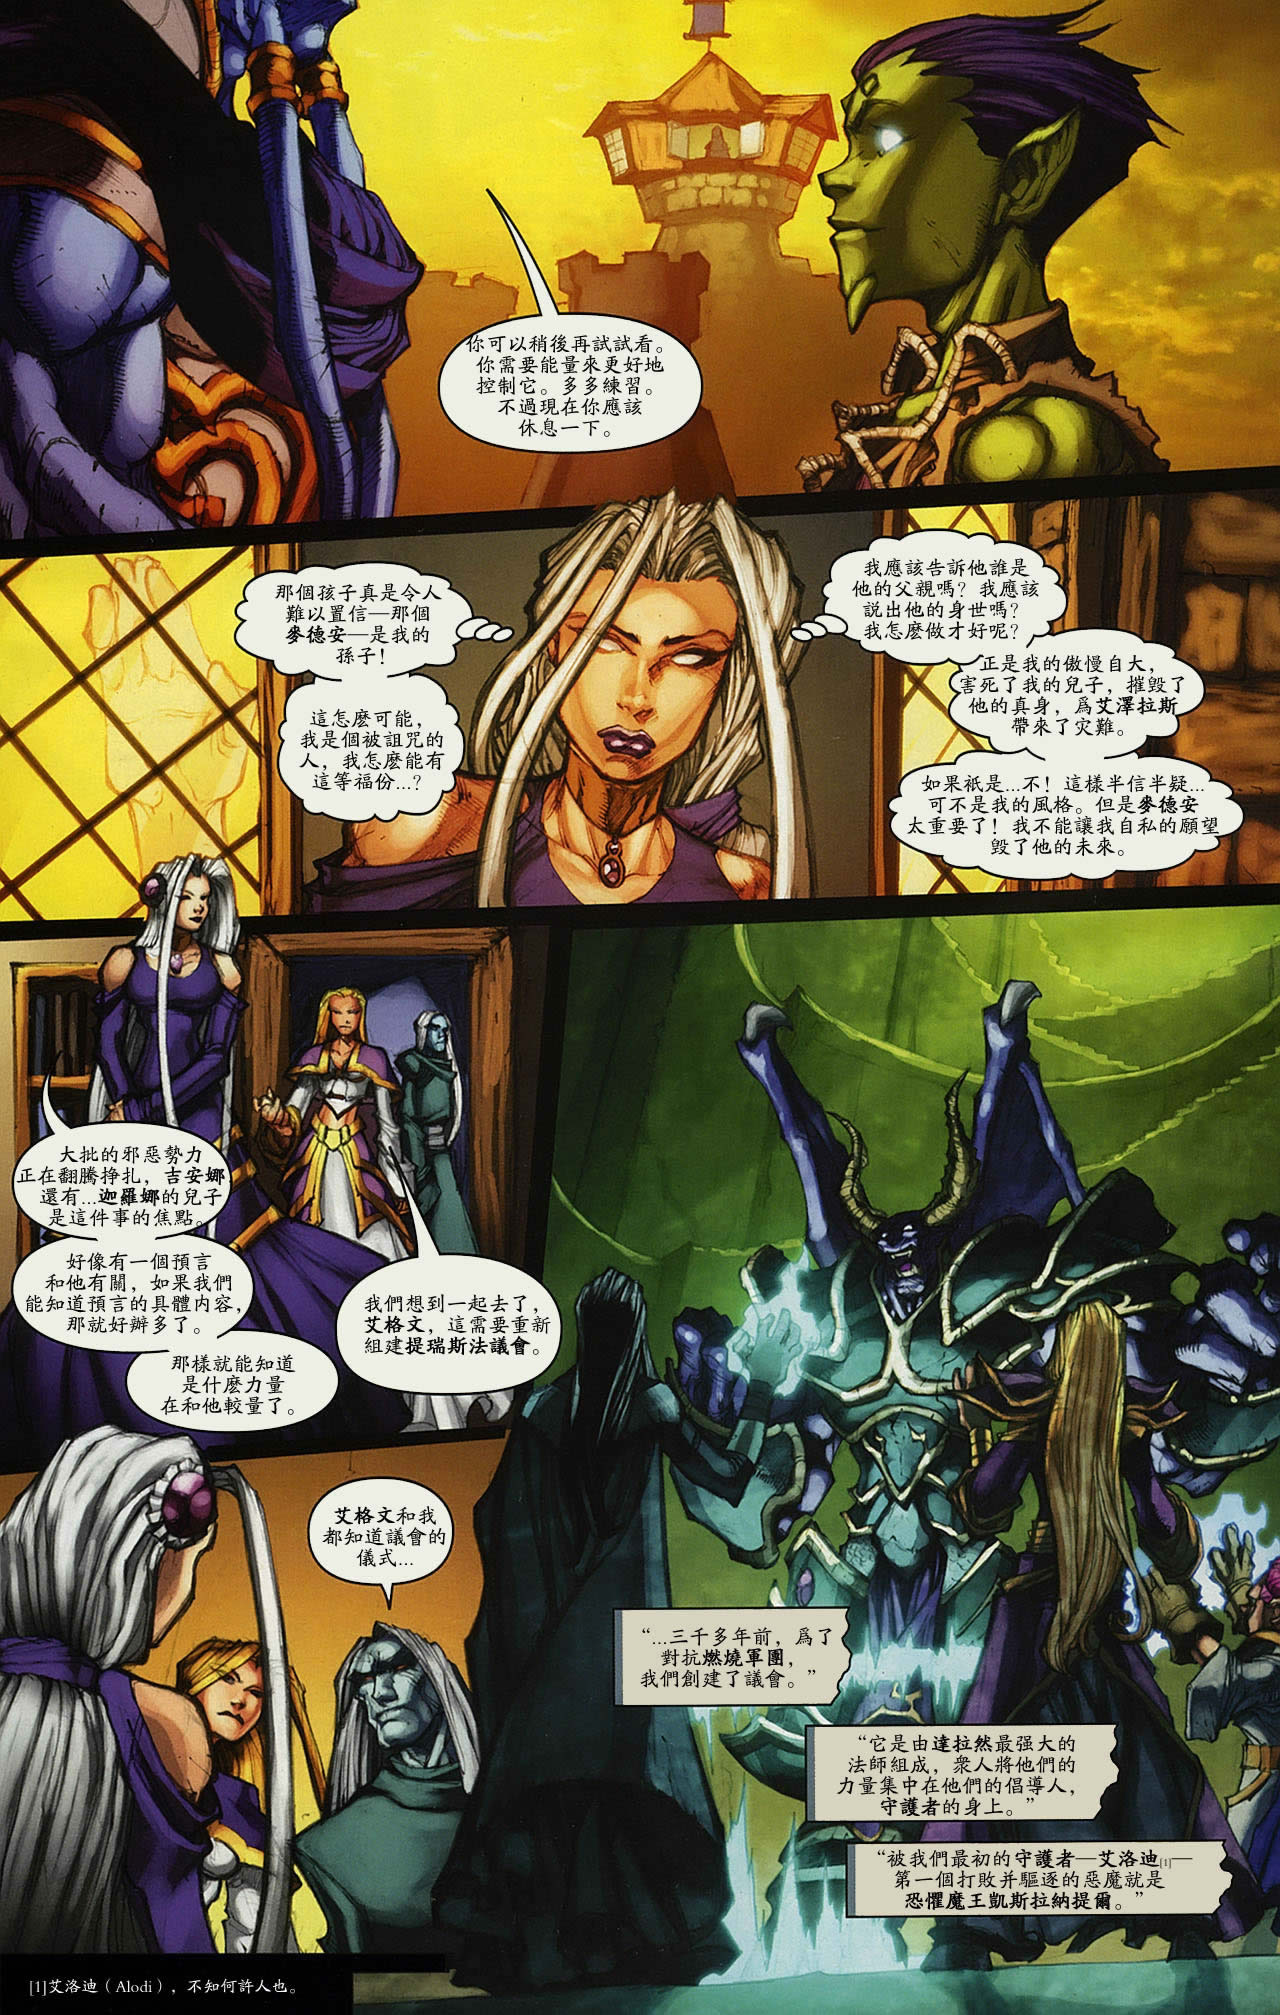 你可以稍後再試試看。
你需要能量來更好地
控制它。多多練習。
不過現在你應該
休息一下。
那個孩子真是令人
難以置信—那個
麥德安—是我的
孫子！
這怎麼可能，
我是個被詛咒的
人，我怎麼能有
這等福份...？
我應該告訴他誰是
他的父親嗎？我應該
説出他的身世嗎？
我怎麼做才好呢？
正是我的傲慢自大，
害死了我的兒子，摧毀了
他的真身，爲艾澤拉斯
帶來了灾難。
如果衹是...不！這樣半信半疑...
可不是我的風格。但是麥德安
太重要了！我不能讓我自私的願望
毀了他的未來。
大批的邪惡勢力
正在翻騰掙扎，吉安娜
還有...迦羅娜的兒子
是這件事的焦點。
好像有一個預言
和他有關，如果我們
能知道預言的具體内容，
那就好辦多了。
那樣就能知道
是什麼力量
在和他較量了。
我們想到一起去了，
艾格文，這需要重新
組建提瑞斯法議會。
艾格文和我
都知道議會的
儀式...
“...三千多年前，爲了
對抗燃燒軍團，
我們創建了議會。”
“它是由達拉然最强大的
法師組成，衆人將他們的
力量集中在他們的倡導人，
守護者的身上。”
“被我們最初的守護者—艾洛迪[1]—
第一個打敗并驅逐的惡魔就是
恐懼魔王凱斯拉納提爾。”
[1]艾洛迪（Alodi），不知何許人也。